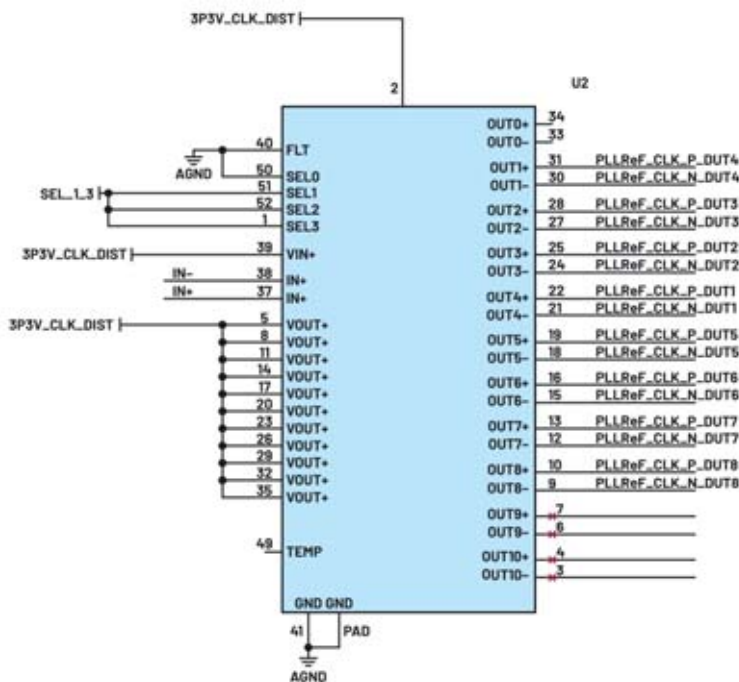 3P3V_CLK_DIST
2
U2
40 FLT
AGND
50 SEL0
SEL_1_3
51 SEL1
52 SEL2
1 SEL3
3P3V_CLK_DIST
39 VIN+
IN- 38 IN+
IN+ 37 IN+
3P3V_CLK_DIST
5 VOUT+
8 VOUT+
11 VOUT+
14 VOUT+
17 VOUT+
20 VOUT+
23 VOUT+
26 VOUT+
29 VOUT+
32 VOUT+
35 VOUT+
49 TEMP
OUT0+ 34
OUT0- 33
OUT1+ 31 PLLReF_CLK_P_DUT4
OUT1- 30 PLLReF_CLK_N_DUT4
OUT2+ 28 PLLReF_CLK_P_DUT3
OUT2- 27 PLLReF_CLK_N_DUT3
OUT3+ 25 PLLReF_CLK_P_DUT2
OUT3- 24 PLLReF_CLK_N_DUT2
OUT4+ 22 PLLReF_CLK_P_DUT1
OUT4- 21 PLLReF_CLK_N_DUT1
OUT5+ 19 PLLReF_CLK_P_DUT5
OUT5- 18 PLLReF_CLK_N_DUT5
OUT6+ 16 PLLReF_CLK_P_DUT6
OUT6- 15 PLLReF_CLK_N_DUT6
OUT7+ 13 PLLReF_CLK_P_DUT7
OUT7- 12 PLLReF_CLK_N_DUT7
OUT8+ 10 PLLReF_CLK_P_DUT8
OUT8- 9 PLLReF_CLK_N_DUT8
OUT9+ 7
OUT9- 6
OUT10+ 4
OUT10- 3
GND GND
41 PAD
AGND